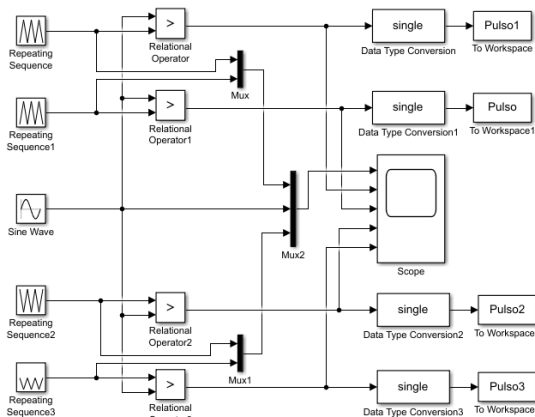 Repeating
Sequence
>
Relational
Operator
Mux
single
Data Type Conversion
Pulso1
To Workspace
Repeating
Sequence1
>
Relational
Operator1
single
Data Type Conversion1
Pulso
To Workspace1
Sine Wave
Mux2
Scope
Repeating
Sequence2
>
Relational
Operator2
Mux1
single
Data Type Conversion2
Pulso2
To Workspace
Repeating
Sequence3
>
Relational
single
Data Type Conversion3
Pulso3
To Workspace